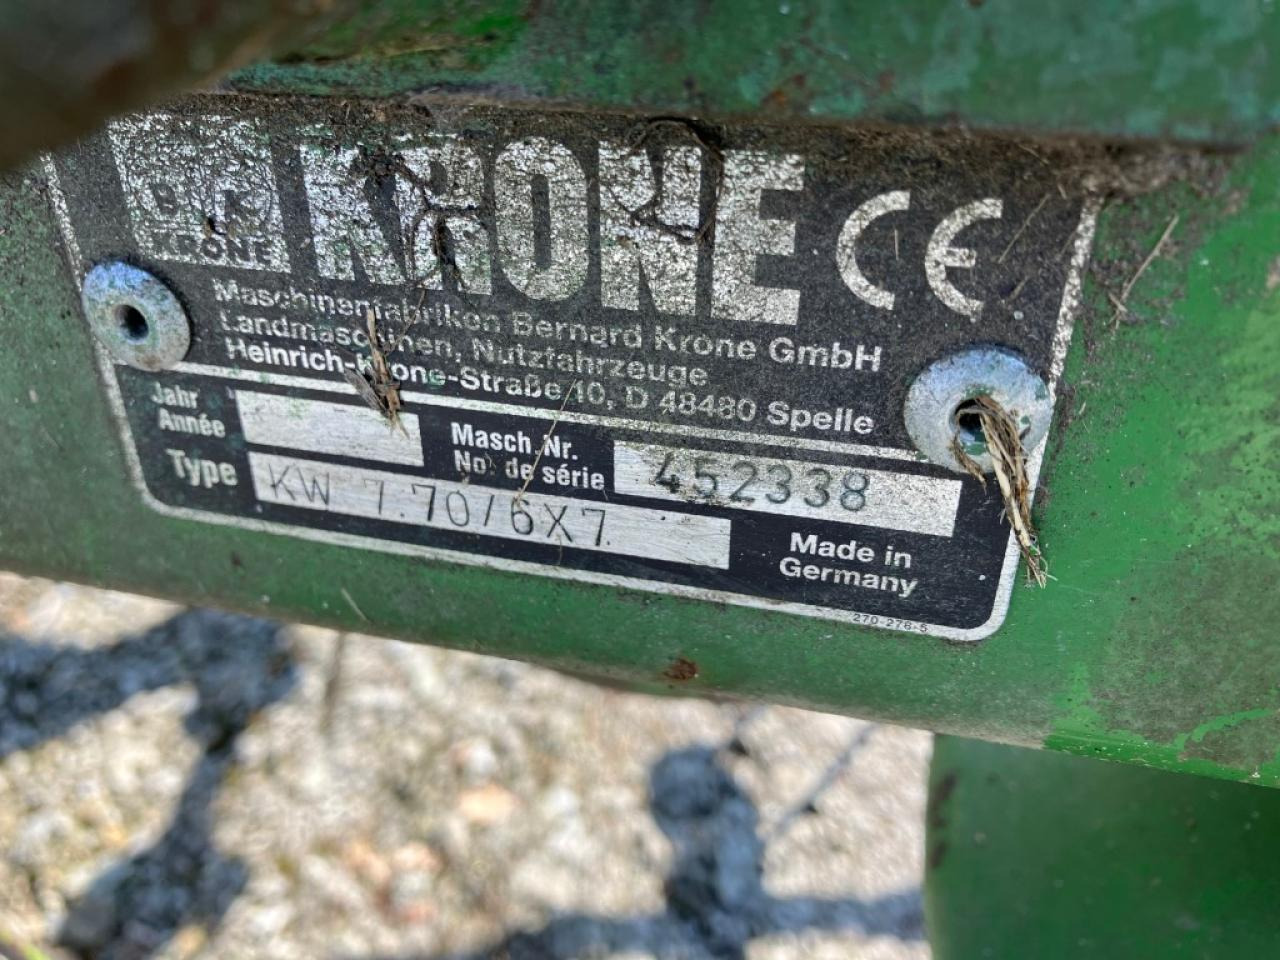 KRONE
KRONE CE
Maschinenfabriken Bernard Krone GmbH
Landmaschinen, Nutzfahrzeuge
Heinrich-Krone-Straße 10, D 48480 Spelle
Jahr
Année
Masch. Nr.
No. de série
452338
Type
KW 7.70/6X7
Made in
Germany
270-276-5